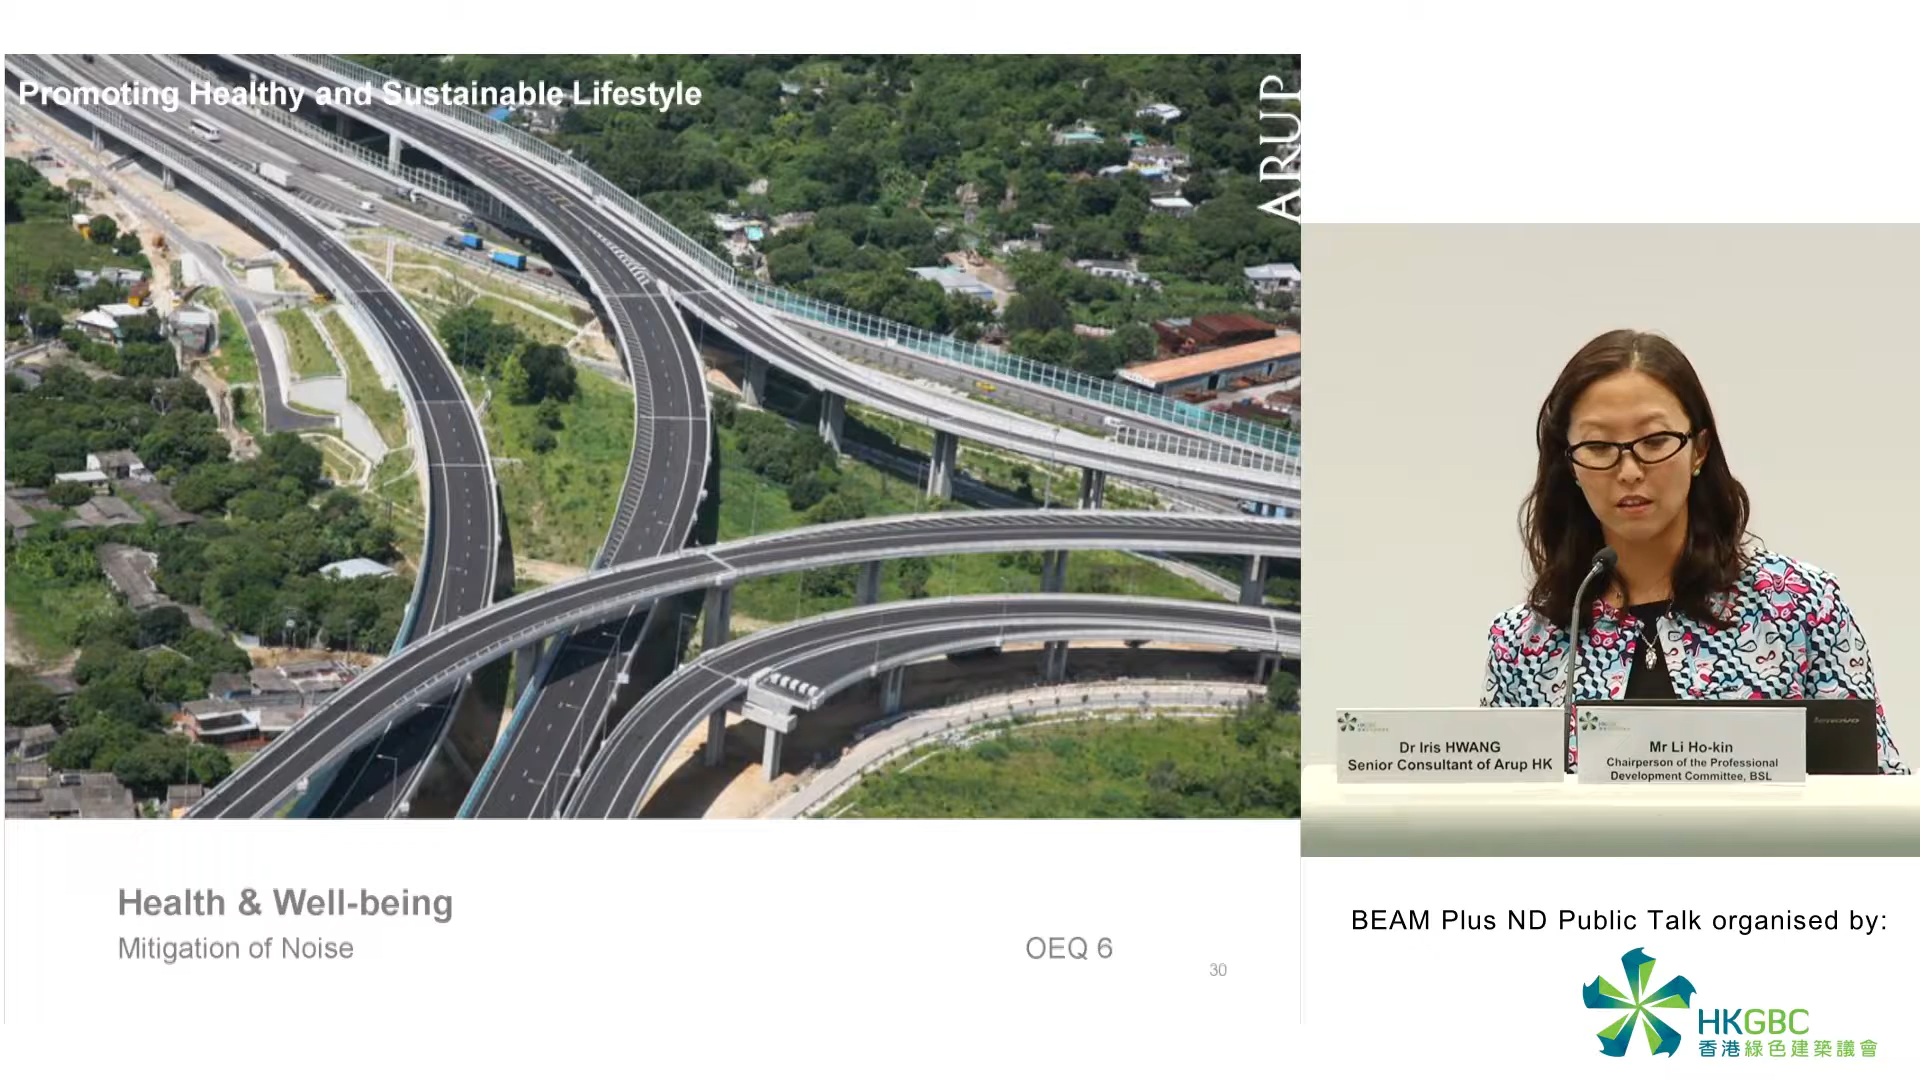 Promoting Healthy and Sustainable Lifestyle
ARUP
Health & Well-being
Mitigation of Noise
OEQ 6
30
Dr Iris HWANG
Senior Consultant of Arup HK
Mr Li Ho-kin
Chairperson of the Professional
Development Committee, BSL
lenovo
BEAM Plus ND Public Talk organised by:
HKGBC
香港綠色建築議會